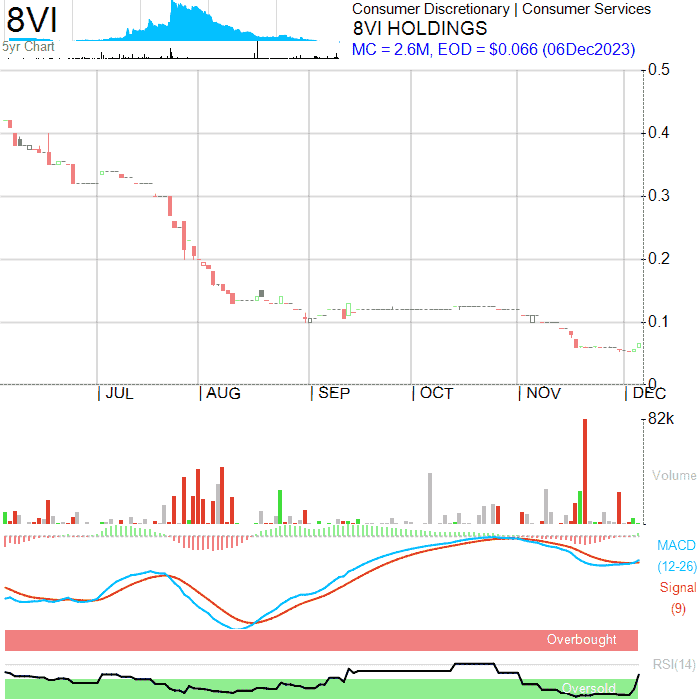 8VI
5yr Chart
Consumer Discretionary | Consumer Services
8VI HOLDINGS
MC = 2.6M, EOD = $0.066 (06Dec2023)
0.5
0.4
0.3
0.2
0.1
0
JUL AUG SEP OCT NOV DEC
82k
Volume
MACD
(12-26)
Signal
(9)
Overbought
RSI(14)
Oversold